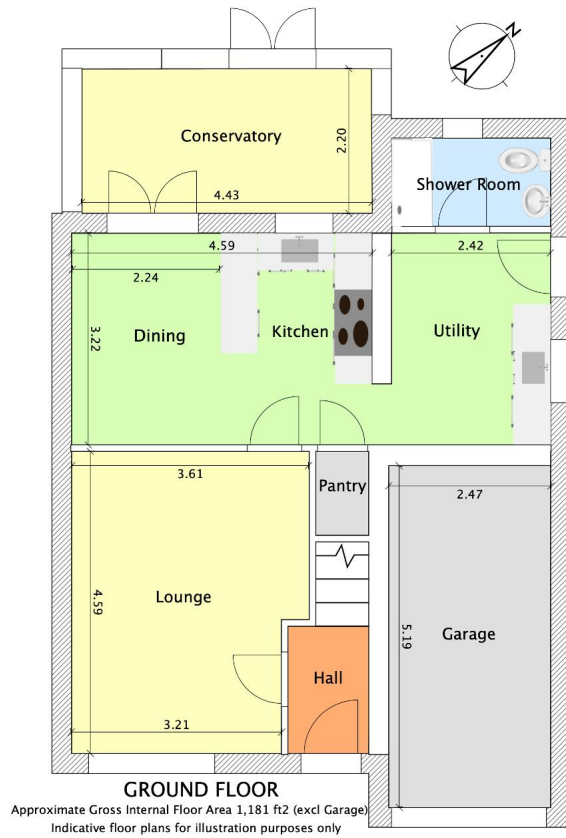 N
Conservatory
2.20
4.43
Shower Room
4.59
2.42
2.24
3.22
Dining
Kitchen
Utility
3.61
Pantry
2.47
4.59
Lounge
5.19
Garage
Hall
3.21
GROUND FLOOR
Approximate Gross Internal Floor Area 1,181 ft2 (excl Garage)
Indicative floor plans for illustration purposes only